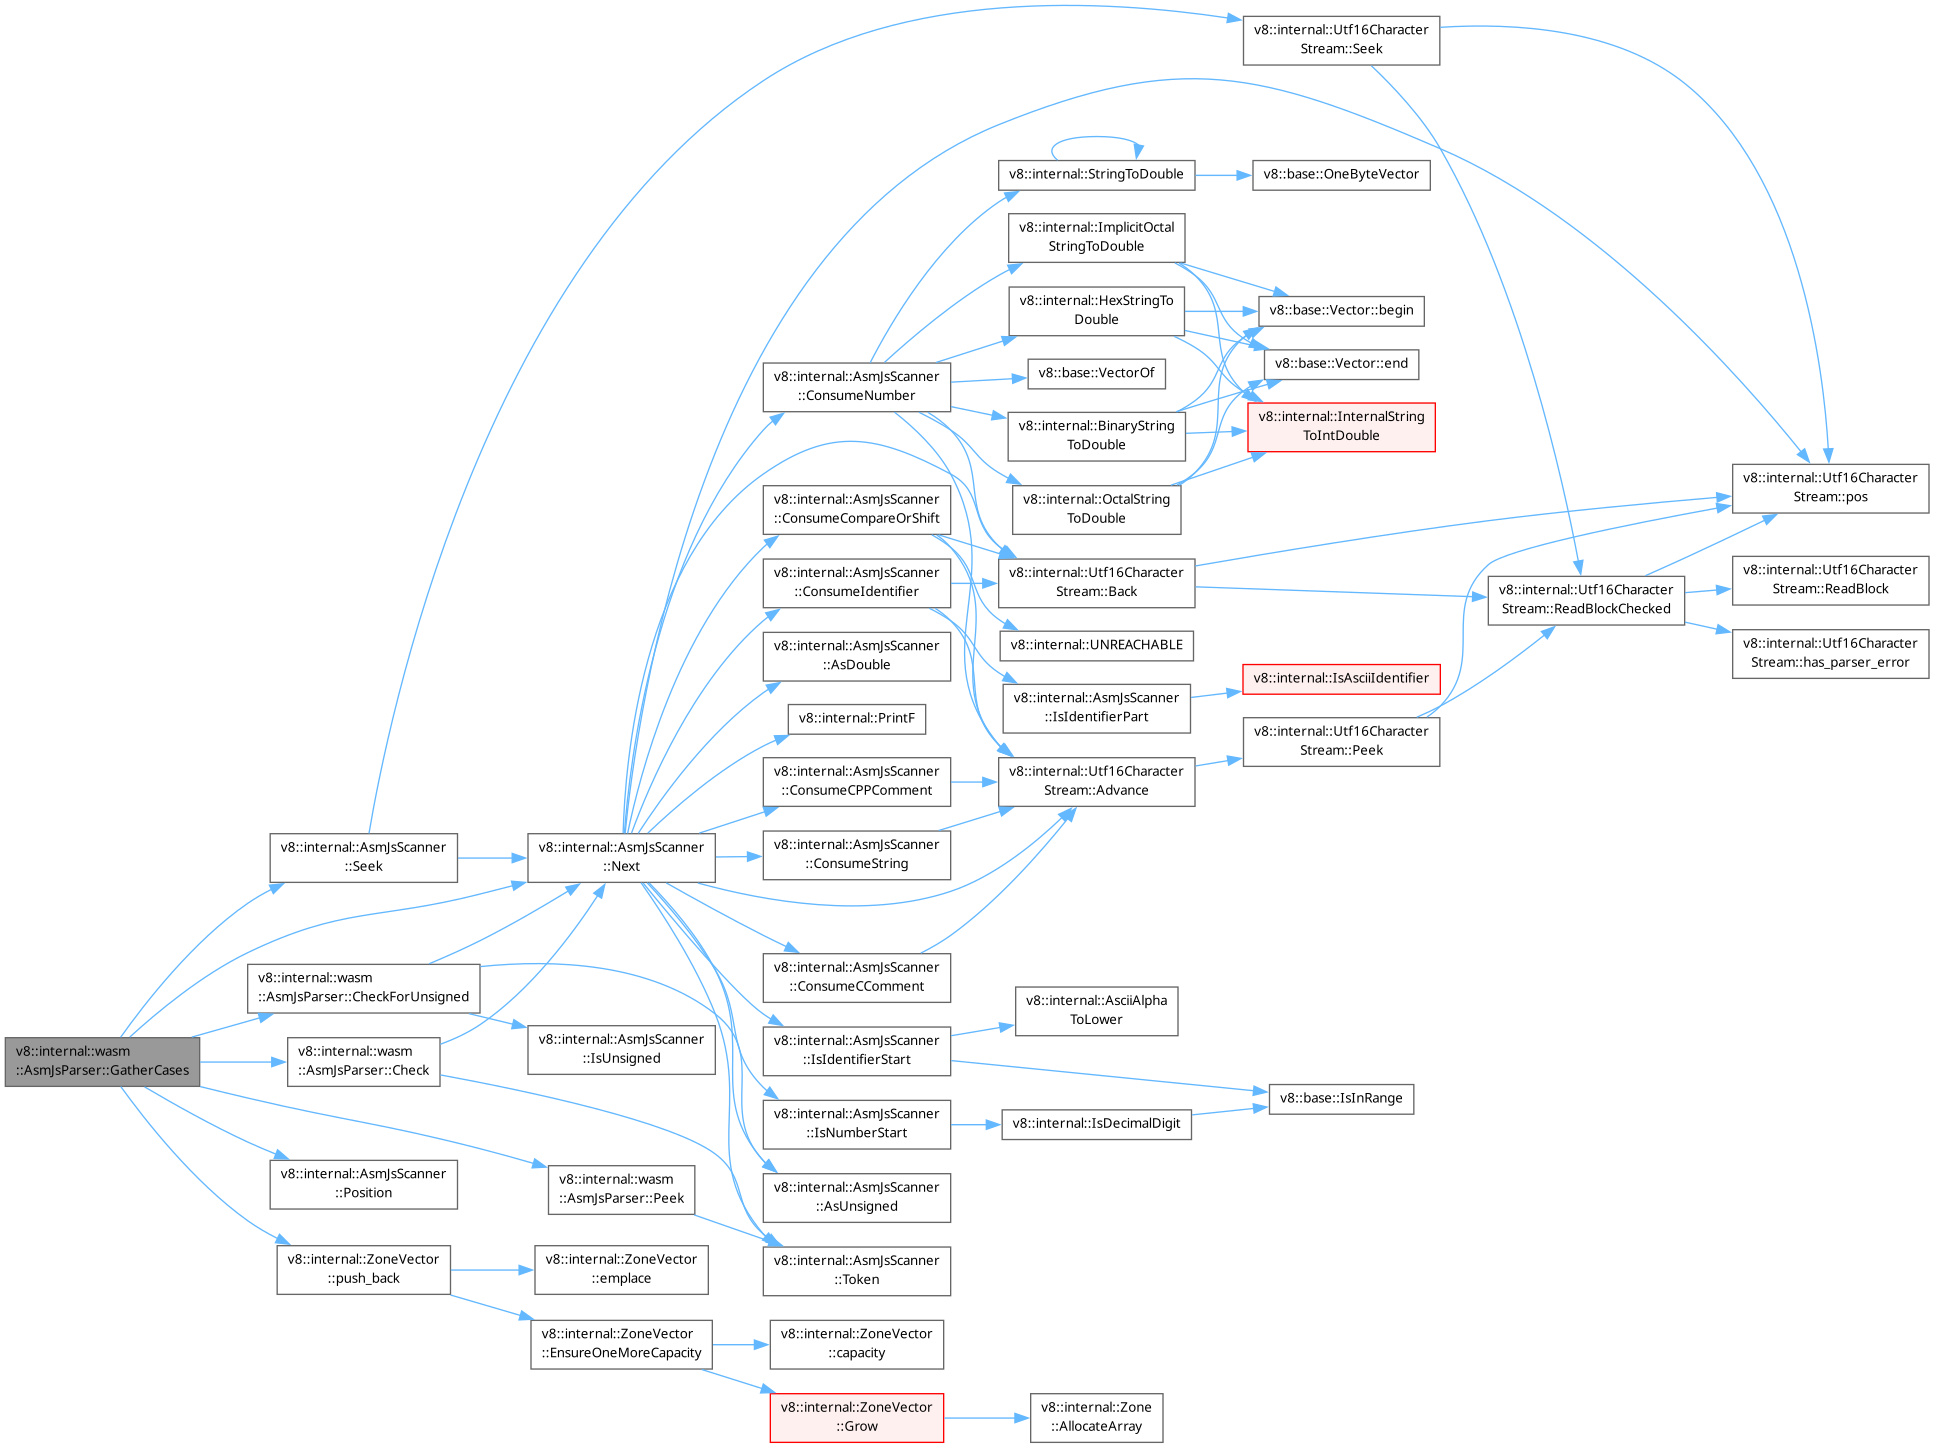 v8::internal::wasm
::AsmJsParser::GatherCases
v8::internal::AsmJsScanner
::Seek
v8::internal::wasm
::AsmJsParser::CheckForUnsigned
v8::internal::wasm
::AsmJsParser::Check
v8::internal::AsmJsScanner
::Position
v8::internal::ZoneVector
::push_back
v8::internal::AsmJsScanner
::Next
v8::internal::AsmJsScanner
::IsUnsigned
v8::internal::wasm
::AsmJsParser::Peek
v8::internal::ZoneVector
::emplace
v8::internal::ZoneVector
::EnsureOneMoreCapacity
v8::internal::AsmJsScanner
::ConsumeNumber
v8::internal::AsmJsScanner
::ConsumeCompareOrShift
v8::internal::AsmJsScanner
::ConsumeIdentifier
v8::internal::AsmJsScanner
::AsDouble
v8::internal::PrintF
v8::internal::AsmJsScanner
::ConsumeCPPComment
v8::internal::AsmJsScanner
::ConsumeString
v8::internal::AsmJsScanner
::ConsumeCComment
v8::internal::AsmJsScanner
::IsIdentifierStart
v8::internal::AsmJsScanner
::IsNumberStart
v8::internal::AsmJsScanner
::AsUnsigned
v8::internal::AsmJsScanner
::Token
v8::internal::ZoneVector
::capacity
v8::internal::ZoneVector
::Grow
v8::internal::StringToDouble
v8::internal::ImplicitOctal
StringToDouble
v8::internal::HexStringTo
Double
v8::base::VectorOf
v8::internal::BinaryString
ToDouble
v8::internal::OctalString
ToDouble
v8::internal::Utf16Character
Stream::Back
v8::internal::UNREACHABLE
v8::internal::AsmJsScanner
::IsIdentifierPart
v8::internal::Utf16Character
Stream::Advance
v8::internal::AsciiAlpha
ToLower
v8::internal::IsDecimalDigit
v8::internal::Zone
::AllocateArray
v8::internal::Utf16Character
Stream::Seek
v8::base::OneByteVector
v8::base::Vector::begin
v8::base::Vector::end
v8::internal::InternalString
ToIntDouble
v8::internal::IsAsciiIdentifier
v8::internal::Utf16Character
Stream::Peek
v8::base::IsInRange
v8::internal::Utf16Character
Stream::ReadBlockChecked
v8::internal::Utf16Character
Stream::pos
v8::internal::Utf16Character
Stream::ReadBlock
v8::internal::Utf16Character
Stream::has_parser_error